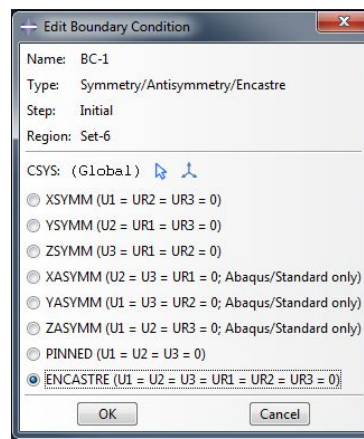 Edit Boundary Condition
Name: BC-1
Type: Symmetry/Antisymmetry/Encastre
Step: Initial
Region: Set-6
CSYS: (Global)
XSYMM (U1 = UR2 = UR3 = 0)
YSYMM (U2 = UR1 = UR3 = 0)
ZSYMM (U3 = UR1 = UR2 = 0)
XASYMM (U2 = U3 = UR1 = 0; Abaqus/Standard only)
YASYMM (U1 = U3 = UR2 = 0; Abaqus/Standard only)
ZASYMM (U1 = U2 = UR3 = 0; Abaqus/Standard only)
PINNED (U1 = U2 = U3 = 0)
ENCASTRE (U1 = U2 = U3 = UR1 = UR2 = UR3 = 0)
OK Cancel